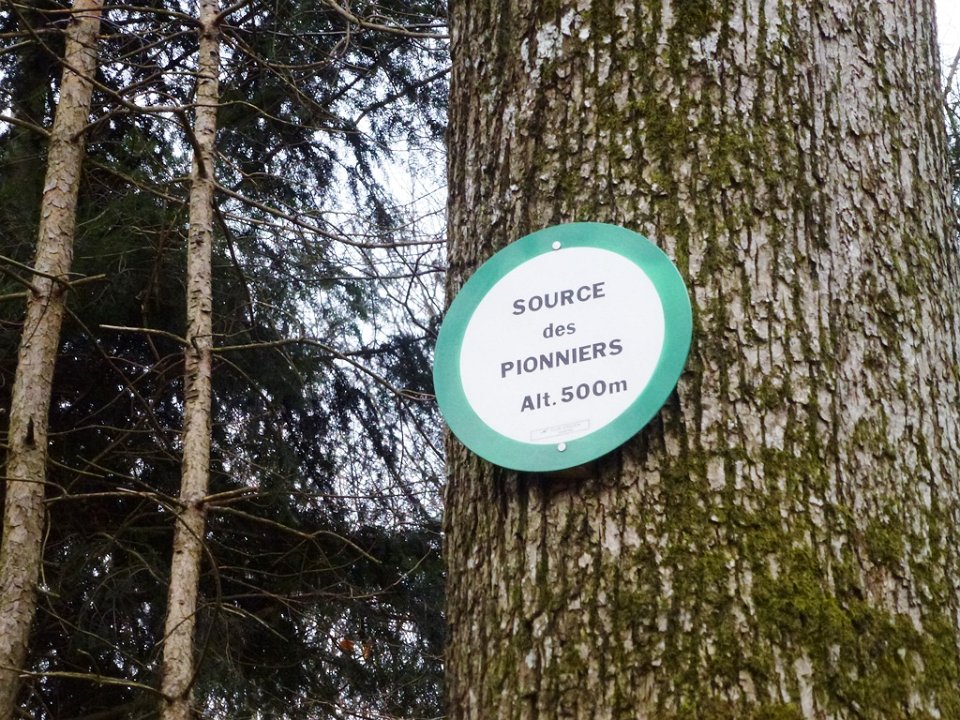 SOURCE
des
PIONNIERS
Alt. 500m